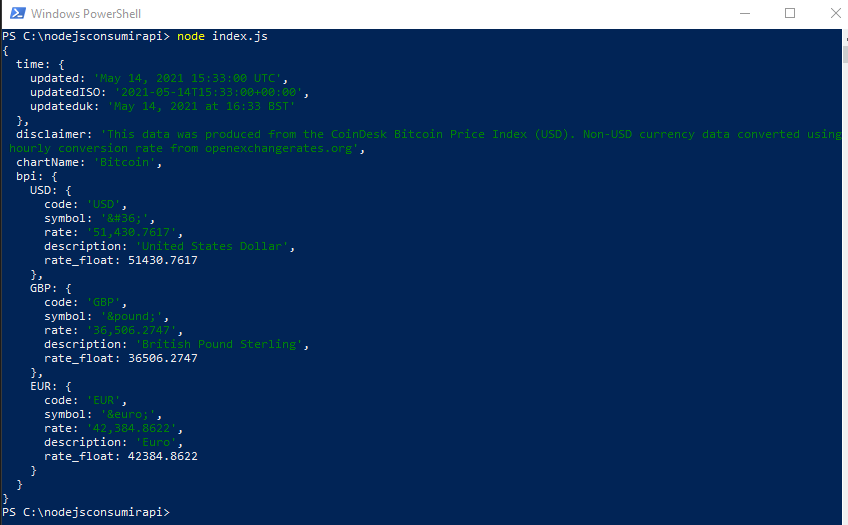 Windows PowerShell
PS C:\nodejsconsumirapi> node index.js
{
  time: {
    updated: 'May 14, 2021 15:33:00 UTC',
    updatedISO: '2021-05-14T15:33:00+00:00',
    updateduk: 'May 14, 2021 at 16:33 BST'
  },
  disclaimer: 'This data was produced from the CoinDesk Bitcoin Price Index (USD). Non-USD currency data converted using
 hourly conversion rate from openexchangerates.org',
  chartName: 'Bitcoin',
  bpi: {
    USD: {
      code: 'USD',
      symbol: '&#36;',
      rate: '51,430.7617',
      description: 'United States Dollar',
      rate_float: 51430.7617
    },
    GBP: {
      code: 'GBP',
      symbol: '&pound;',
      rate: '36,506.2747',
      description: 'British Pound Sterling',
      rate_float: 36506.2747
    },
    EUR: {
      code: 'EUR',
      symbol: '&euro;',
      rate: '42,384.8622',
      description: 'Euro',
      rate_float: 42384.8622
    }
  }
}
PS C:\nodejsconsumirapi>